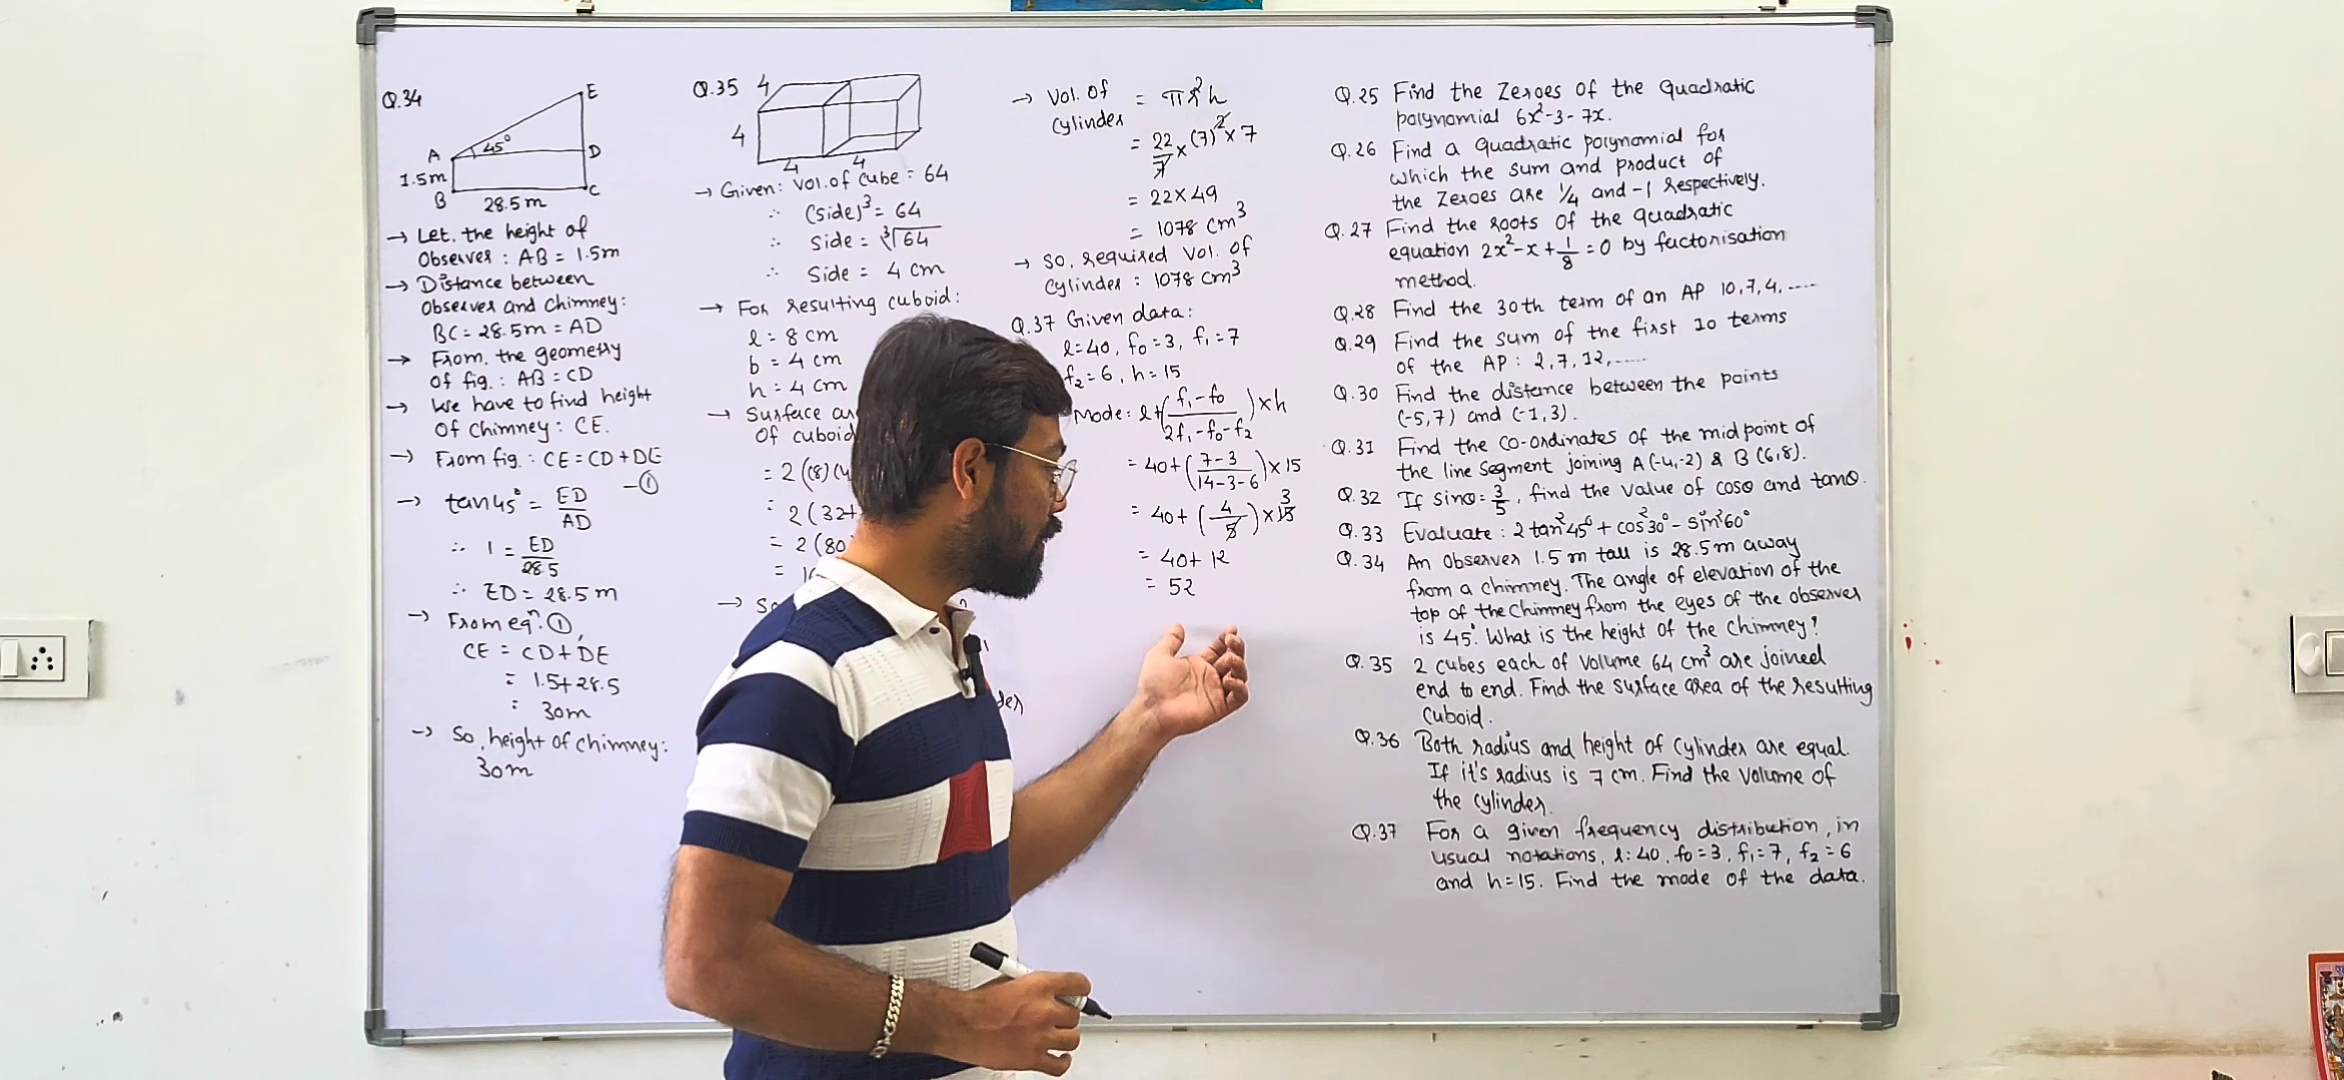 Q.34
E
A 45° D
1.5m
B C
28.5m
→ Let. the height of
Observer : AB = 1.5m
→ Distance between
Observer and Chimney:
BC = 28.5m = AD
→ From. the geometry
of fig. : AB = CD
→ We have to find height
Of Chimney : CE.
→ From fig. : CE = CD + DE
— ①
→ tan45° = ED/AD
∴ 1 = ED/28.5
∴ ED = 28.5 m
→ From eqⁿ. ①,
CE = CD + DE
= 1.5 + 28.5
= 30m
→ So, height of chimney:
30m
Q.35 4
4
4 4
→ Given: Vol. of cube = 64
∴ (side)³ = 64
∴ side = ∛64
∴ Side = 4 cm
→ For resulting cuboid :
l = 8 cm
b = 4 cm
h = 4 cm
→ Surface
Of cuboid
= 2 ((8)(4
= 2 (32+
= 2 (80
= 
→
→ Vol. Of
Cylinder = πr²h
= 22/7 × (7)² × 7
= 22 × 49
= 1078 cm³
→ So, required Vol. of
Cylinder : 1078 cm³
Q.37 Given data:
l=40, f₀=3, f₁=7
f₂=6, h=15
Mode: l+(f₁-f₀/2f₁-f₀-f₂)×h
= 40+(7-3/14-3-6)×15
3
= 40+(4/5)×15
= 40+12
= 52
Q.25 Find the Zeroes of the quadratic
polynomial 6x²-3-7x.
Q.26 Find a quadratic polynomial for
which the sum and product of
the Zeroes are 1/4 and -1 respectively.
Q.27 Find the roots of the quadratic
equation 2x²-x+1/8=0 by factorisation
method.
Q.28 Find the 30th term of an AP 10,7,4,.....
Q.29 Find the sum of the first 10 terms
of the AP : 2,7,12,.....
Q.30 Find the distance between the points
(-5,7) and (-1,3).
Q.31 Find the co-ordinates of the midpoint of
the line segment joining A(-4,-2) & B(6,8).
Q.32 If sinθ=3/5, find the value of cosθ and tanθ.
Q.33 Evaluate : 2tan²45°+cos²30°-sin²60°
Q.34 An observer 1.5m tall is 28.5m away
from a chimney. The angle of elevation of the
top of the chimney from the eyes of the observer
is 45°. What is the height of the chimney?
Q.35 2 cubes each of volume 64 cm³ are joined
end to end. Find the surface area of the resulting
cuboid.
Q.36 Both radius and height of cylinder are equal.
If it's radius is 7 cm. Find the volume of
the cylinder.
Q.37 For a given frequency distribution, in
usual notations, l:40, f₀=3, f₁=7, f₂=6
and h=15. Find the mode of the data.